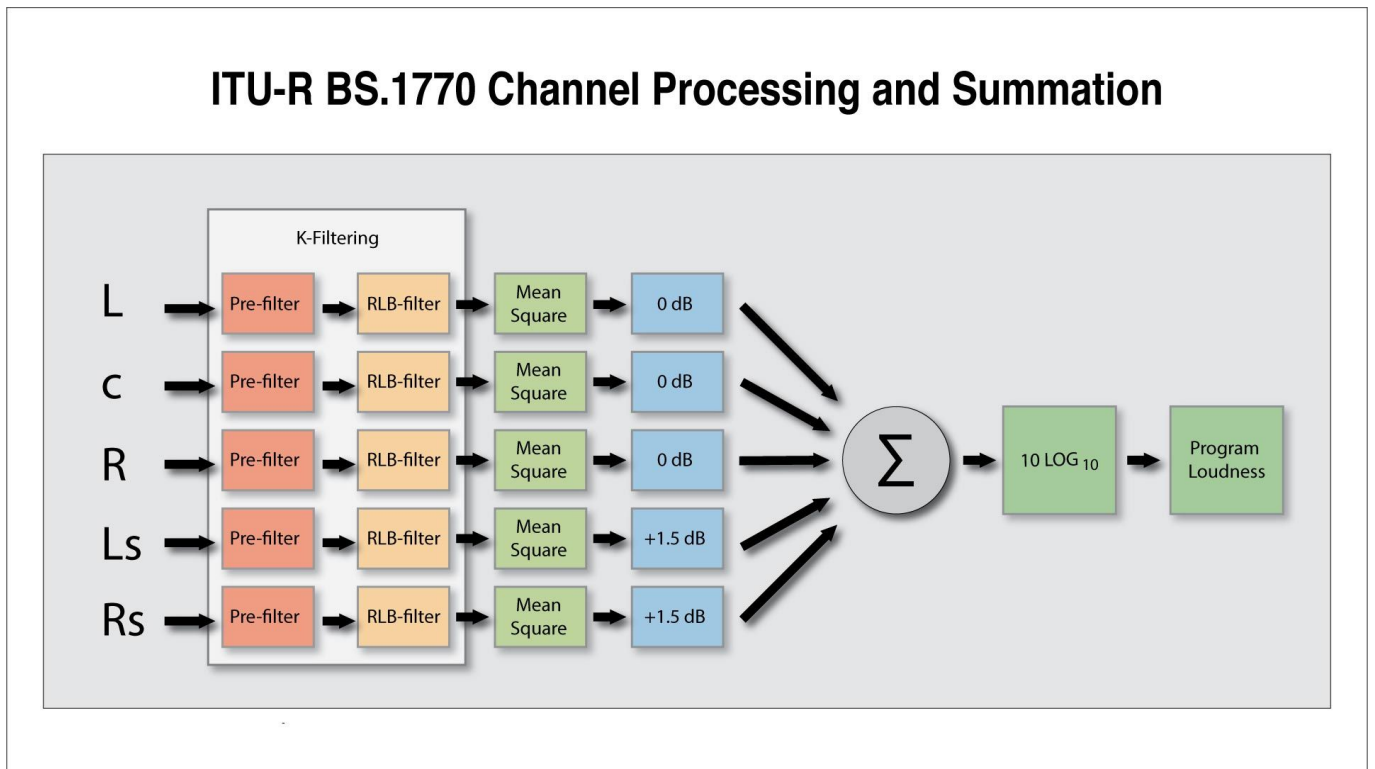 ITU-R BS.1770 Channel Processing and Summation
K-Filtering
L
Pre-filter
RLB-filter
Mean
Square
0 dB
c
Pre-filter
RLB-filter
Mean
Square
0 dB
R
Pre-filter
RLB-filter
Mean
Square
0 dB
Ls
Pre-filter
RLB-filter
Mean
Square
+1.5 dB
Rs
Pre-filter
RLB-filter
Mean
Square
+1.5 dB
Σ
10 LOG 10
Program
Loudness